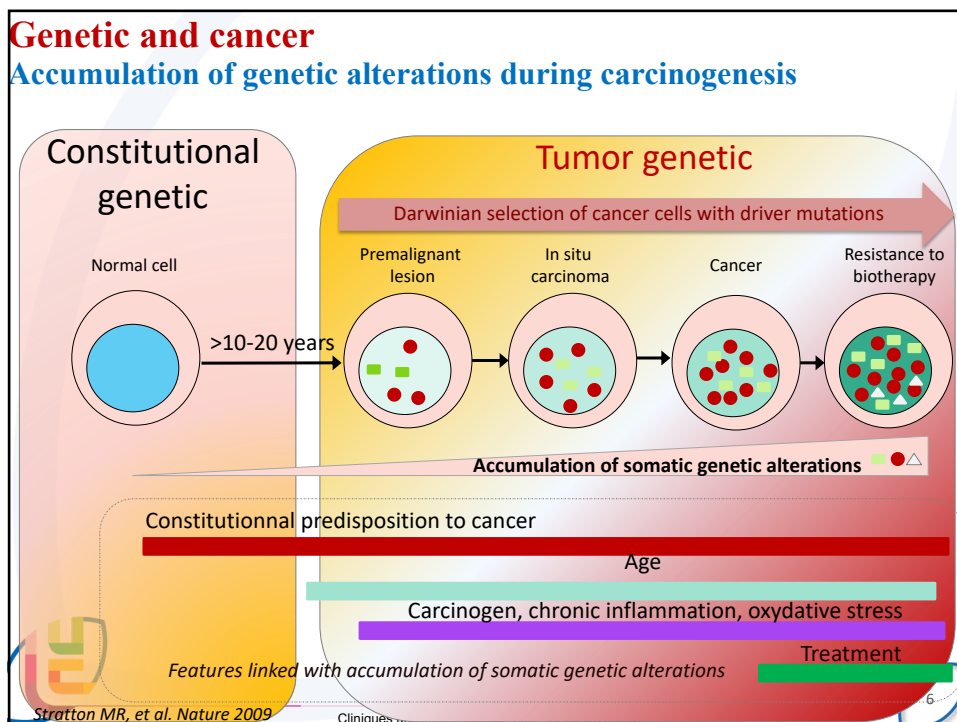 Genetic and cancer
Accumulation of genetic alterations during carcinogenesis
Constitutional
genetic
Tumor genetic
Darwinian selection of cancer cells with driver mutations
Normal cell
Premalignant
lesion
In situ
carcinoma
Cancer
Resistance to
biotherapy
>10-20 years
Accumulation of somatic genetic alterations
Constitutionnal predisposition to cancer
Age
Carcinogen, chronic inflammation, oxydative stress
Treatment
Features linked with accumulation of somatic genetic alterations
6
Stratton MR, et al. Nature 2009
Cliniques